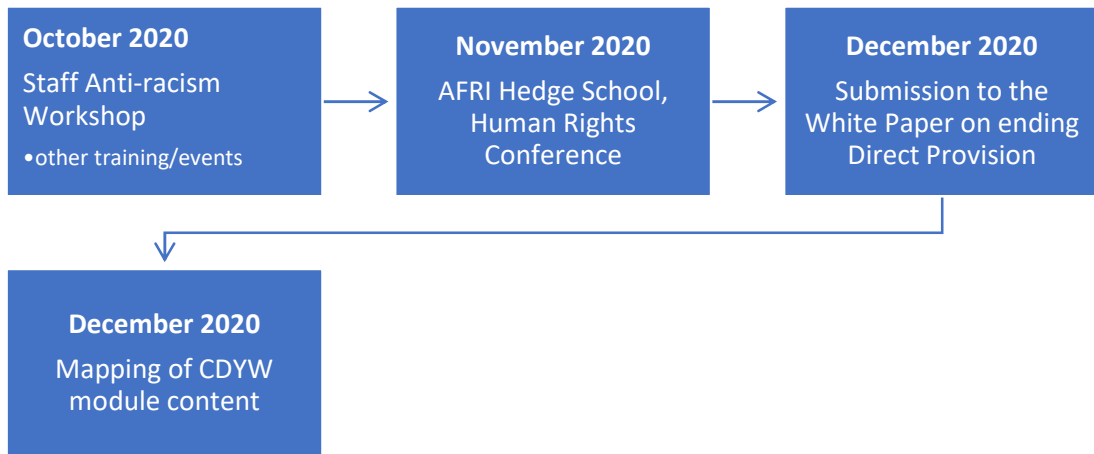 October 2020
Staff Anti-racism
Workshop
•other training/events
November 2020
AFRI Hedge School,
Human Rights
Conference
December 2020
Submission to the
White Paper on ending
Direct Provision
December 2020
Mapping of CDYW
module content